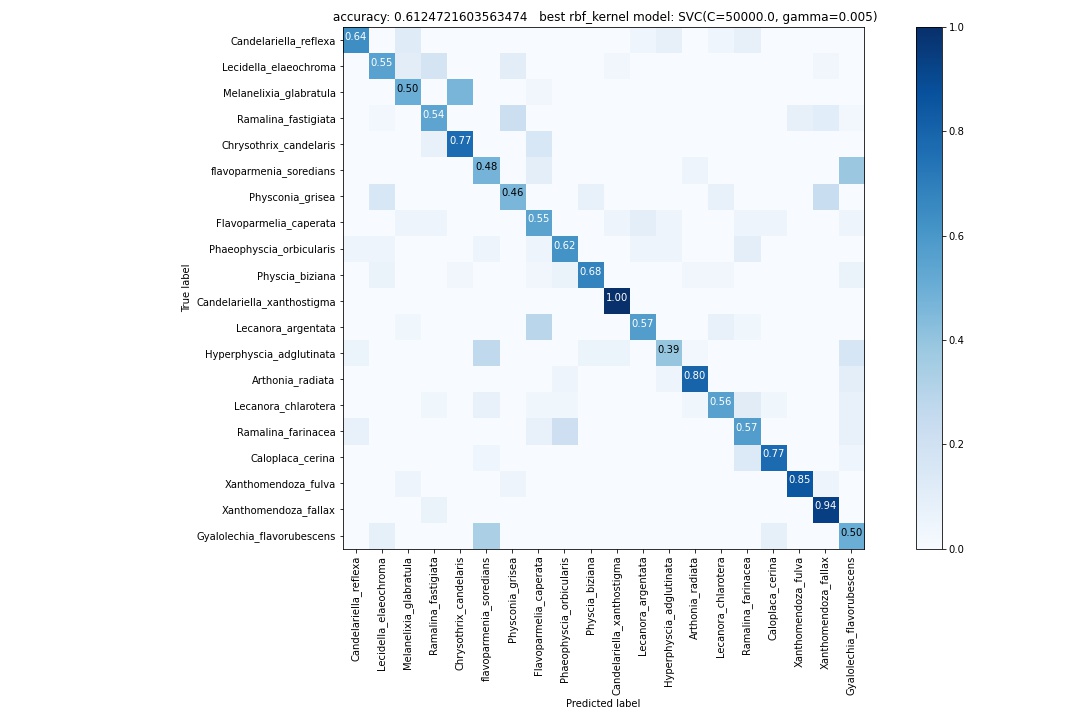 accuracy: 0.6124721603563474   best rbf_kernel model: SVC(C=50000.0, gamma=0.005)
Candelariella_reflexa 0.64
Lecidella_elaeochroma 0.55
Melanelixia_glabratula 0.50
Ramalina_fastigiata 0.54
Chrysothrix_candelaris 0.77
flavoparmenia_soredians 0.48
Physconia_grisea 0.46
Flavoparmelia_caperata 0.55
Phaeophyscia_orbicularis 0.62
Physcia_biziana 0.68
Candelariella_xanthostigma 1.00
Lecanora_argentata 0.57
Hyperphyscia_adglutinata 0.39
Arthonia_radiata 0.80
Lecanora_chlarotera 0.56
Ramalina_farinacea 0.57
Caloplaca_cerina 0.77
Xanthomendoza_fulva 0.85
Xanthomendoza_fallax 0.94
Gyalolechia_flavorubescens 0.50
True label
Candelariella_reflexa
Lecidella_elaeochroma
Melanelixia_glabratula
Ramalina_fastigiata
Chrysothrix_candelaris
flavoparmenia_soredians
Physconia_grisea
Flavoparmelia_caperata
Phaeophyscia_orbicularis
Physcia_biziana
Candelariella_xanthostigma
Lecanora_argentata
Hyperphyscia_adglutinata
Arthonia_radiata
Lecanora_chlarotera
Ramalina_farinacea
Caloplaca_cerina
Xanthomendoza_fulva
Xanthomendoza_fallax
Gyalolechia_flavorubescens
Predicted label
1.0
0.8
0.6
0.4
0.2
0.0